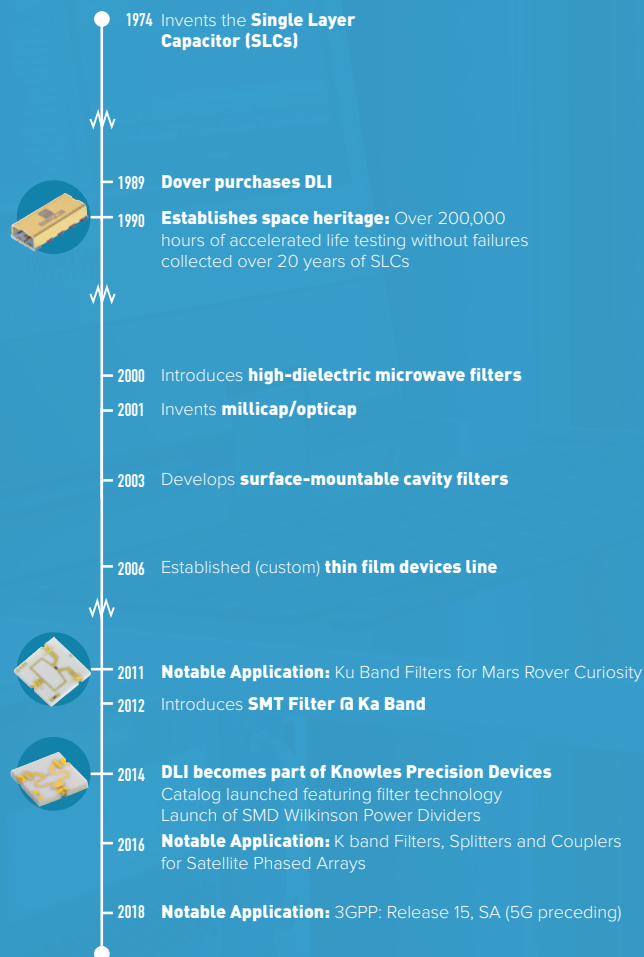 1974 Invents the Single Layer
Capacitor (SLCs)
1989 Dover purchases DLI
1990 Establishes space heritage: Over 200,000
hours of accelerated life testing without failures
collected over 20 years of SLCs
2000 Introduces high-dielectric microwave filters
2001 Invents millicap/opticap
2003 Develops surface-mountable cavity filters
2006 Established (custom) thin film devices line
2011 Notable Application: Ku Band Filters for Mars Rover Curiosity
2012 Introduces SMT Filter @ Ka Band
2014 DLI becomes part of Knowles Precision Devices
Catalog launched featuring filter technology
Launch of SMD Wilkinson Power Dividers
2016 Notable Application: K band Filters, Splitters and Couplers
for Satellite Phased Arrays
2018 Notable Application: 3GPP: Release 15, SA (5G preceding)